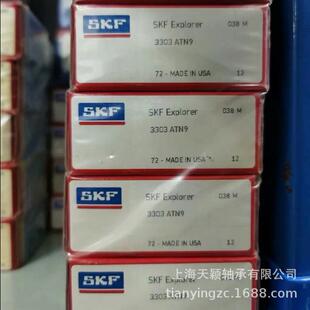 SKF
SKF Explorer
038 M
3303 ATN9
72 - MADE IN USA
12
SKF
SKF Explorer
038 M
3303 ATN9
72 - MADE IN USA
12
SKF
SKF Explorer
038 M
3303 ATN9
72 - MADE IN USA
12
SKF
SKF Explorer
3303 ATN9
上海天颖轴承有限公司
tianyingzc.1688.com